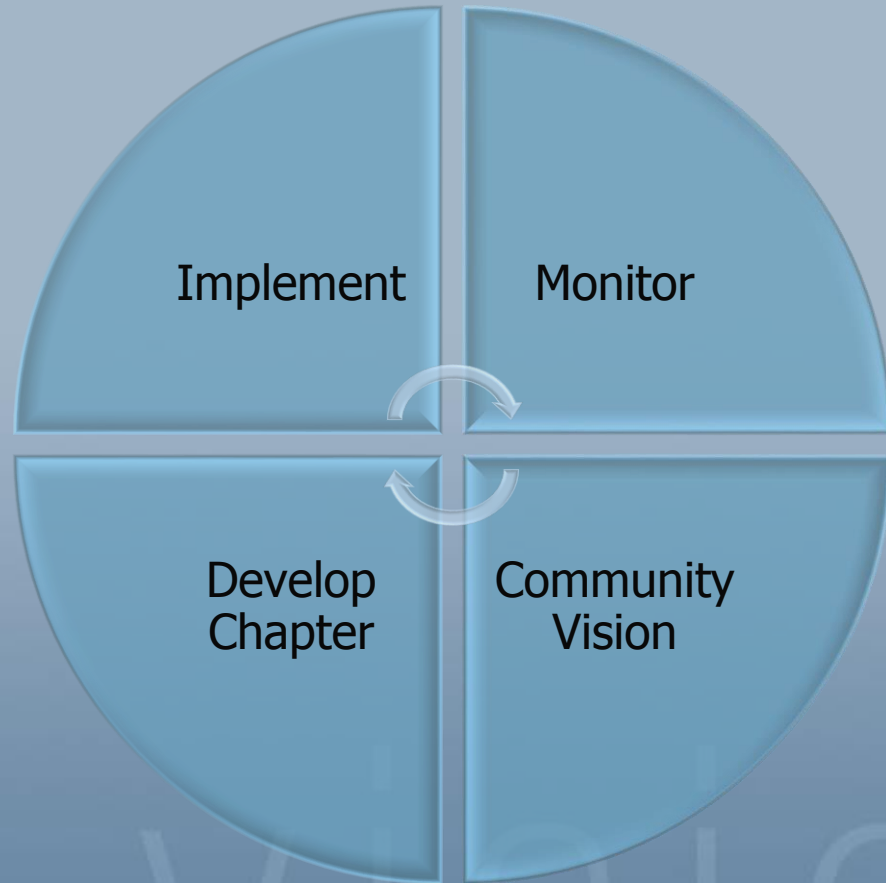 Implement
Monitor
Develop
Chapter
Community
Vision